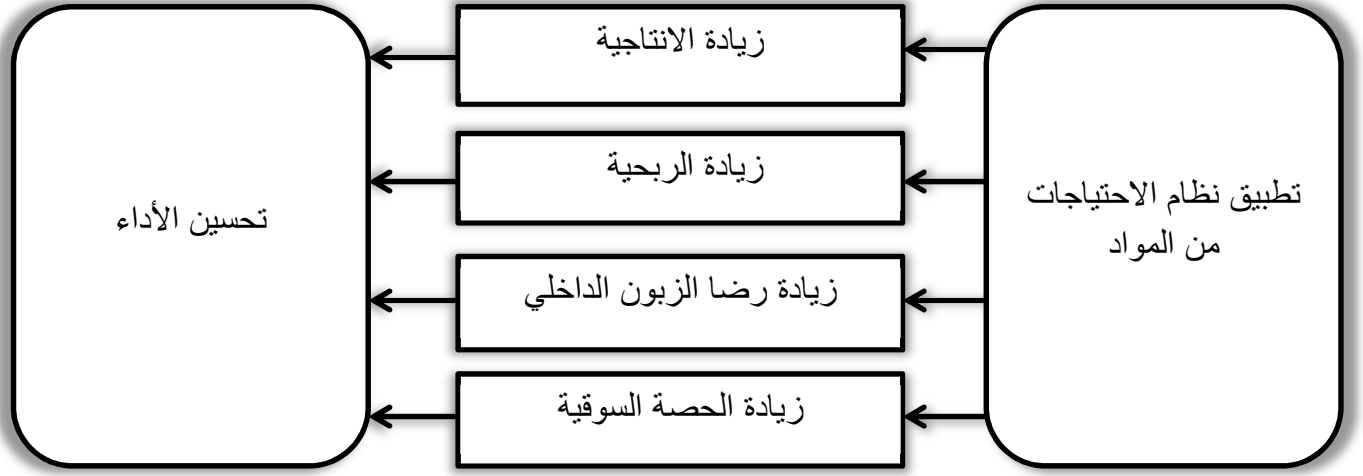 تطبيق نظام الاحتياجات
من المواد
زيادة الانتاجية
زيادة الربحية
زيادة رضا الزبون الداخلي
زيادة الحصة السوقية
تحسين الأداء